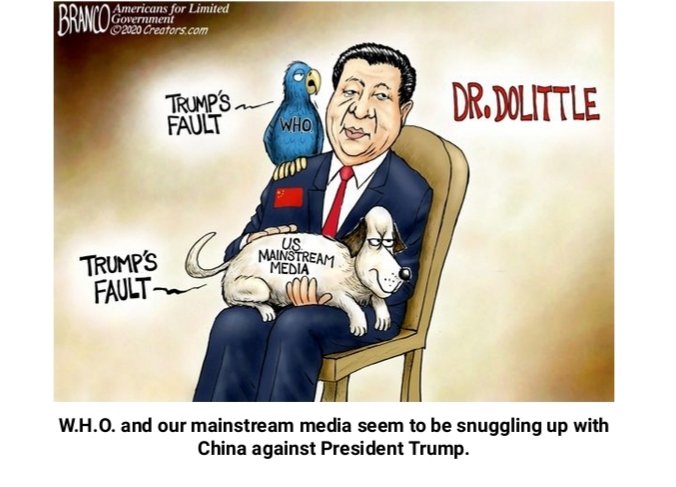 BRANCO
Americans for Limited
Government
©2020 Creators.com
TRUMP'S
FAULT
WHO
DR. DOLITTLE
US
MAINSTREAM
MEDIA
TRUMP'S
FAULT
W.H.O. and our mainstream media seem to be snuggling up with
China against President Trump.